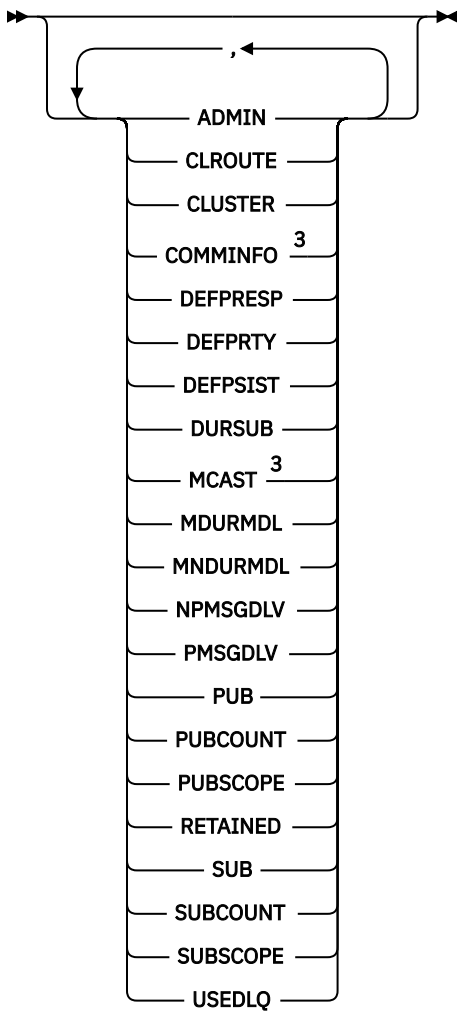 ,
ADMIN
CLROUTE
CLUSTER
COMMINFO 3
DEFPRESP
DEFPRTY
DEFPSIST
DURSUB
MCAST 3
MDURMDL
MNDURMDL
NPMSGDLV
PMSGDLV
PUB
PUBCOUNT
PUBSCOPE
RETAINED
SUB
SUBCOUNT
SUBSCOPE
USEDLQ